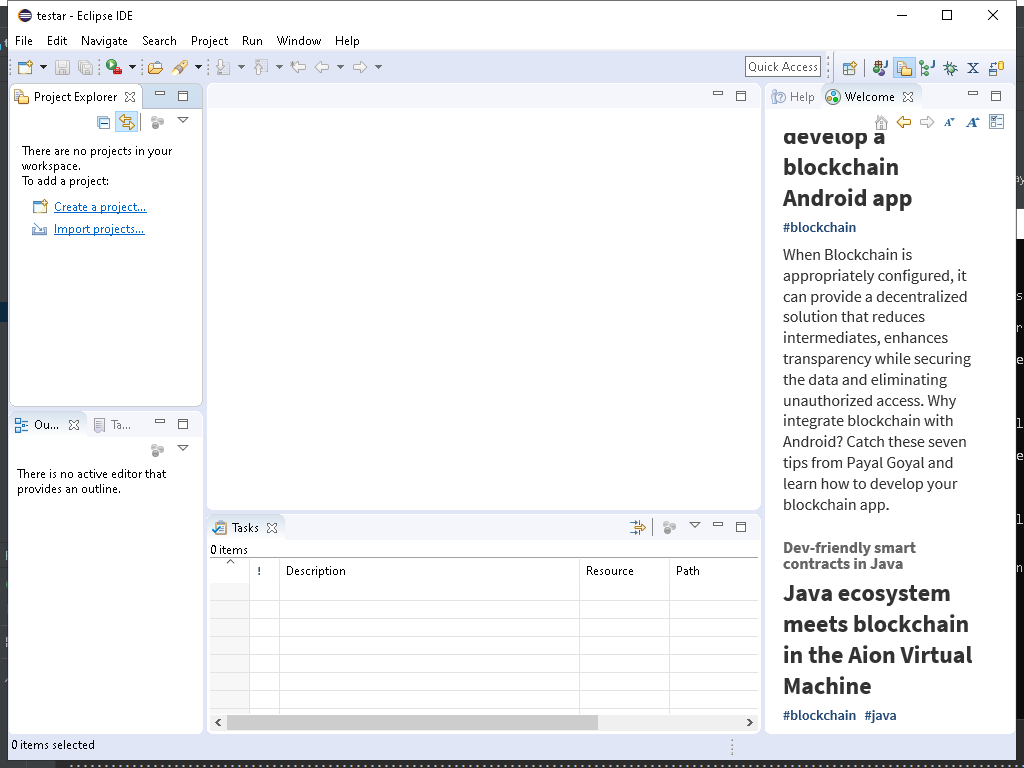 testar - Eclipse IDE
File Edit Navigate Search Project Run Window Help
Quick Access
Project Explorer
There are no projects in your
workspace.
To add a project:
Create a project...
Import projects...
Ou... Ta...
There is no active editor that
provides an outline.
Tasks
0 items
! Description Resource Path
Help Welcome
develop a
blockchain
Android app
#blockchain
When Blockchain is
appropriately configured, it
can provide a decentralized
solution that reduces
intermediates, enhances
transparency while securing
the data and eliminating
unauthorized access. Why
integrate blockchain with
Android? Catch these seven
tips from Payal Goyal and
learn how to develop your
blockchain app.
Dev-friendly smart
contracts in Java
Java ecosystem
meets blockchain
in the Aion Virtual
Machine
#blockchain #java
0 items selected